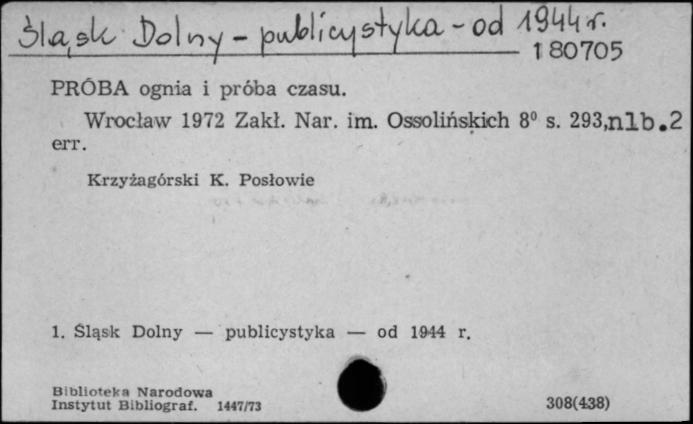 Śląsk Dolny - publicystyka - od 1944 r.
180705
PRÓBA ognia i próba czasu.
Wrocław 1972 Zakł. Nar. im. Ossolińskich 8⁰ s. 293,nlb.2
err.
Krzyżagórski K. Posłowie
1. Śląsk Dolny — publicystyka — od 1944 r.
Biblioteka Narodowa
Instytut Bibliograf. 1447/73
308(438)